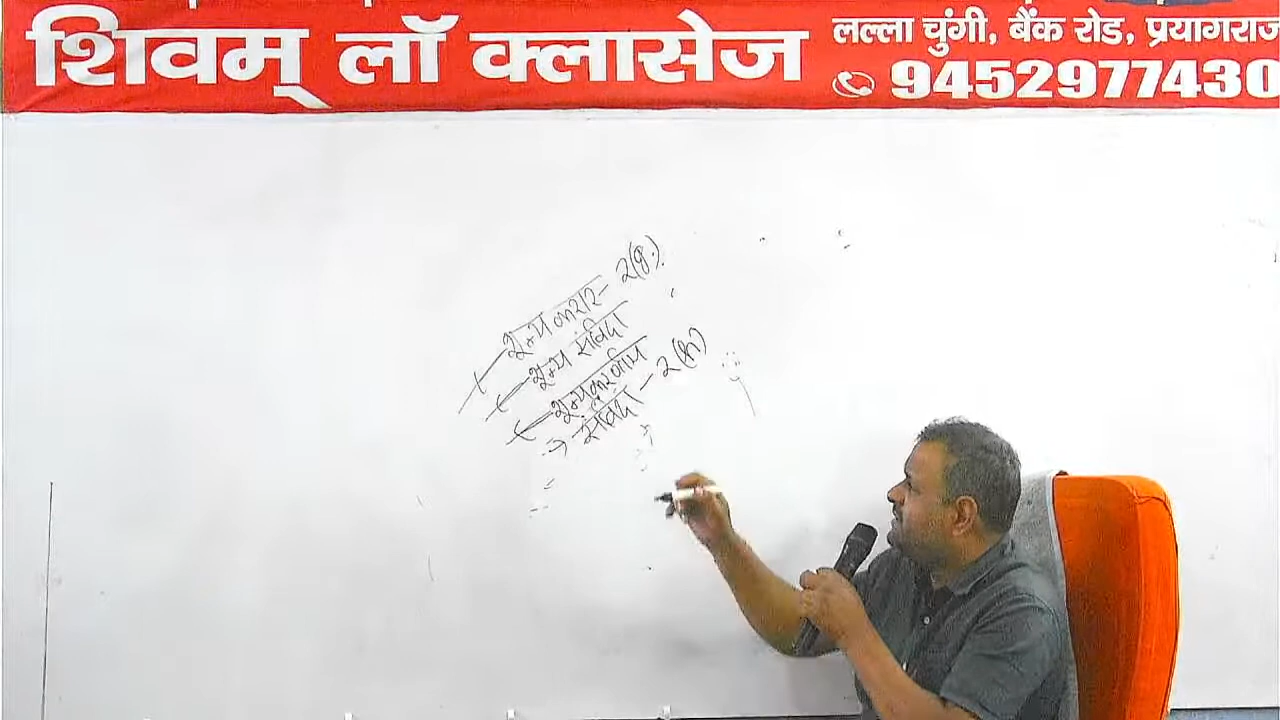 शिवम् लॉ क्लासेज
लल्ला चुंगी, बैंक रोड, प्रयागराज
9452977430
शून्य करार - 2(छ)
शून्य संविदा
शून्यकरणीय
संविदा - 2(झ)